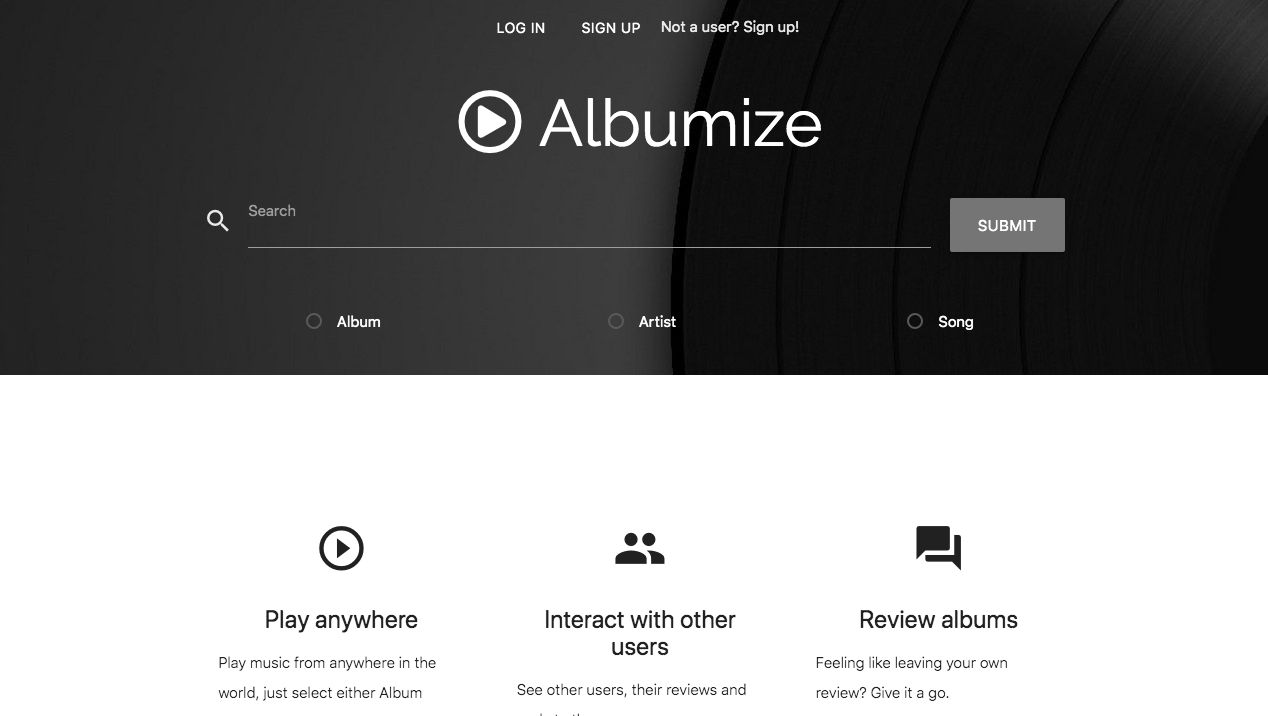 LOG IN SIGN UP Not a user? Sign up!
Albumize
Search
SUBMIT
Album Artist Song
Play anywhere
Play music from anywhere in the
world, just select either Album
Interact with other
users
See other users, their reviews and
Review albums
Feeling like leaving your own
review? Give it a go.